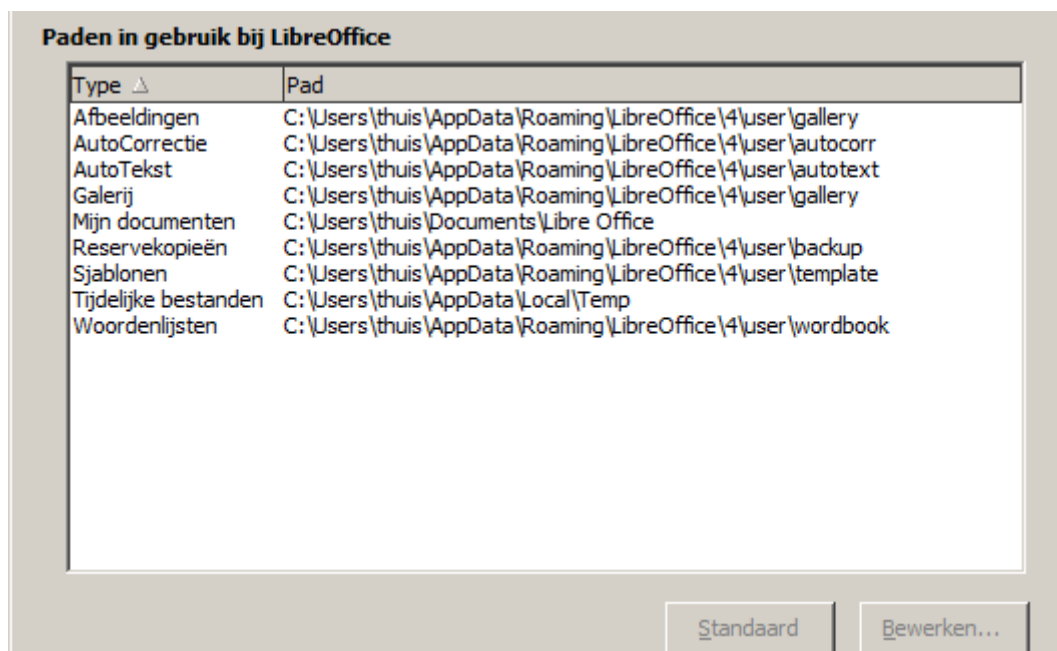 Paden in gebruik bij LibreOffice
Type Pad
Afbeeldingen C:\Users\thuis\AppData\Roaming\LibreOffice\4\user\gallery
AutoCorrectie C:\Users\thuis\AppData\Roaming\LibreOffice\4\user\autocorr
AutoTekst C:\Users\thuis\AppData\Roaming\LibreOffice\4\user\autotext
Galerij C:\Users\thuis\AppData\Roaming\LibreOffice\4\user\gallery
Mijn documenten C:\Users\thuis\Documents\Libre Office
Reservekopieën C:\Users\thuis\AppData\Roaming\LibreOffice\4\user\backup
Sjablonen C:\Users\thuis\AppData\Roaming\LibreOffice\4\user\template
Tijdelijke bestanden C:\Users\thuis\AppData\Local\Temp
Woordenlijsten C:\Users\thuis\AppData\Roaming\LibreOffice\4\user\wordbook
Standaard Bewerken...